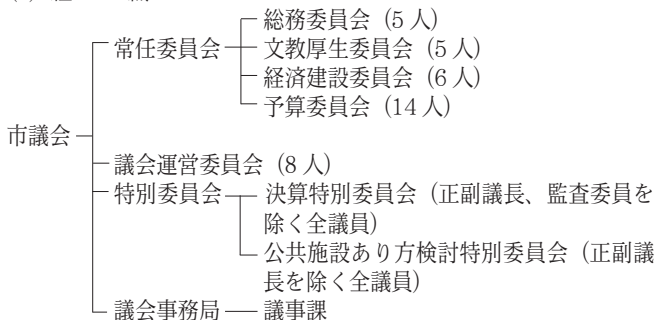 総務委員会（5 人）
常任委員会
文教厚生委員会（5 人）
経済建設委員会（6 人）
予算委員会（14 人）
市議会
議会運営委員会（8 人）
特別委員会
決算特別委員会（正副議長、監査委員を
除く全議員）
公共施設あり方検討特別委員会（正副議
長を除く全議員）
議会事務局
議事課